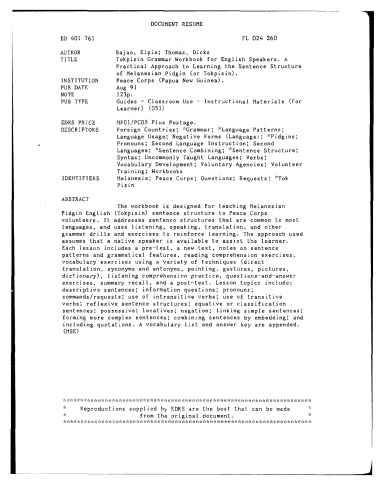 DOCUMENT RESUME
ED 401 761 FL 024 260
AUTHOR Bajao, Elpie; Thomas, Dicks
TITLE Tokpisin Grammar Workbook for English Speakers. A
Practical Approach to Learning the Sentence Structure
of Melanesian Pidgin (or Tokpisin).
INSTITUTION Peace Corps (Papua New Guinea).
PUB DATE Aug 91
NOTE 123p.
PUB TYPE Guides - Classroom Use - Instructional Materials (For
Learner) (051)
EDRS PRICE MF01/PC05 Plus Postage.
DESCRIPTORS Foreign Countries; *Grammar; *Language Patterns;
Language Usage; Negative Forms (Language); *Pidgins;
Pronouns; Second Language Instruction; Second
Languages; *Sentence Combining; *Sentence Structure;
Syntax; Uncommonly Taught Languages; Verbs;
Vocabulary Development; Voluntary Agencies; Volunteer
Training; Workbooks
IDENTIFIERS Melanesia; Peace Corps; Questions; Requests; *Tok
Pisin
ABSTRACT
The workbook is designed for teaching Melanesian
Pidgin English (Tokpisin) sentence structure to Peace Corps
volunteers. It addresses sentence structures that are common to most
languages, and uses listening, speaking, translation, and other
grammar drills and exercises to reinforce learning. The approach used
assumes that a native speaker is available to assist the learner.
Each lesson includes a pre-test, a new text, notes on sentence
patterns and grammatical features, reading comprehension exercises,
vocabulary exercises using a variety of techniques (direct
translation, synonyms and antonyms, pointing, gestures, pictures,
dictionary), listening comprehension practice, questions-and-answer
exercises, summary recall, and a post-test. Lesson topics include:
descriptive sentences; information questions; pronouns;
commands/requests; use of intransitive verbs; use of transitive
verbs; reflexive sentence structures; equative or classification
sentences; possessive; locatives; negation; linking simple sentences;
forming more complex sentences; combining sentences by embedding; and
including quotations. A vocabulary list and answer key are appended.
(MSE)
* Reproductions supplied by EDRS are the best that can be made *
* from the original document. *